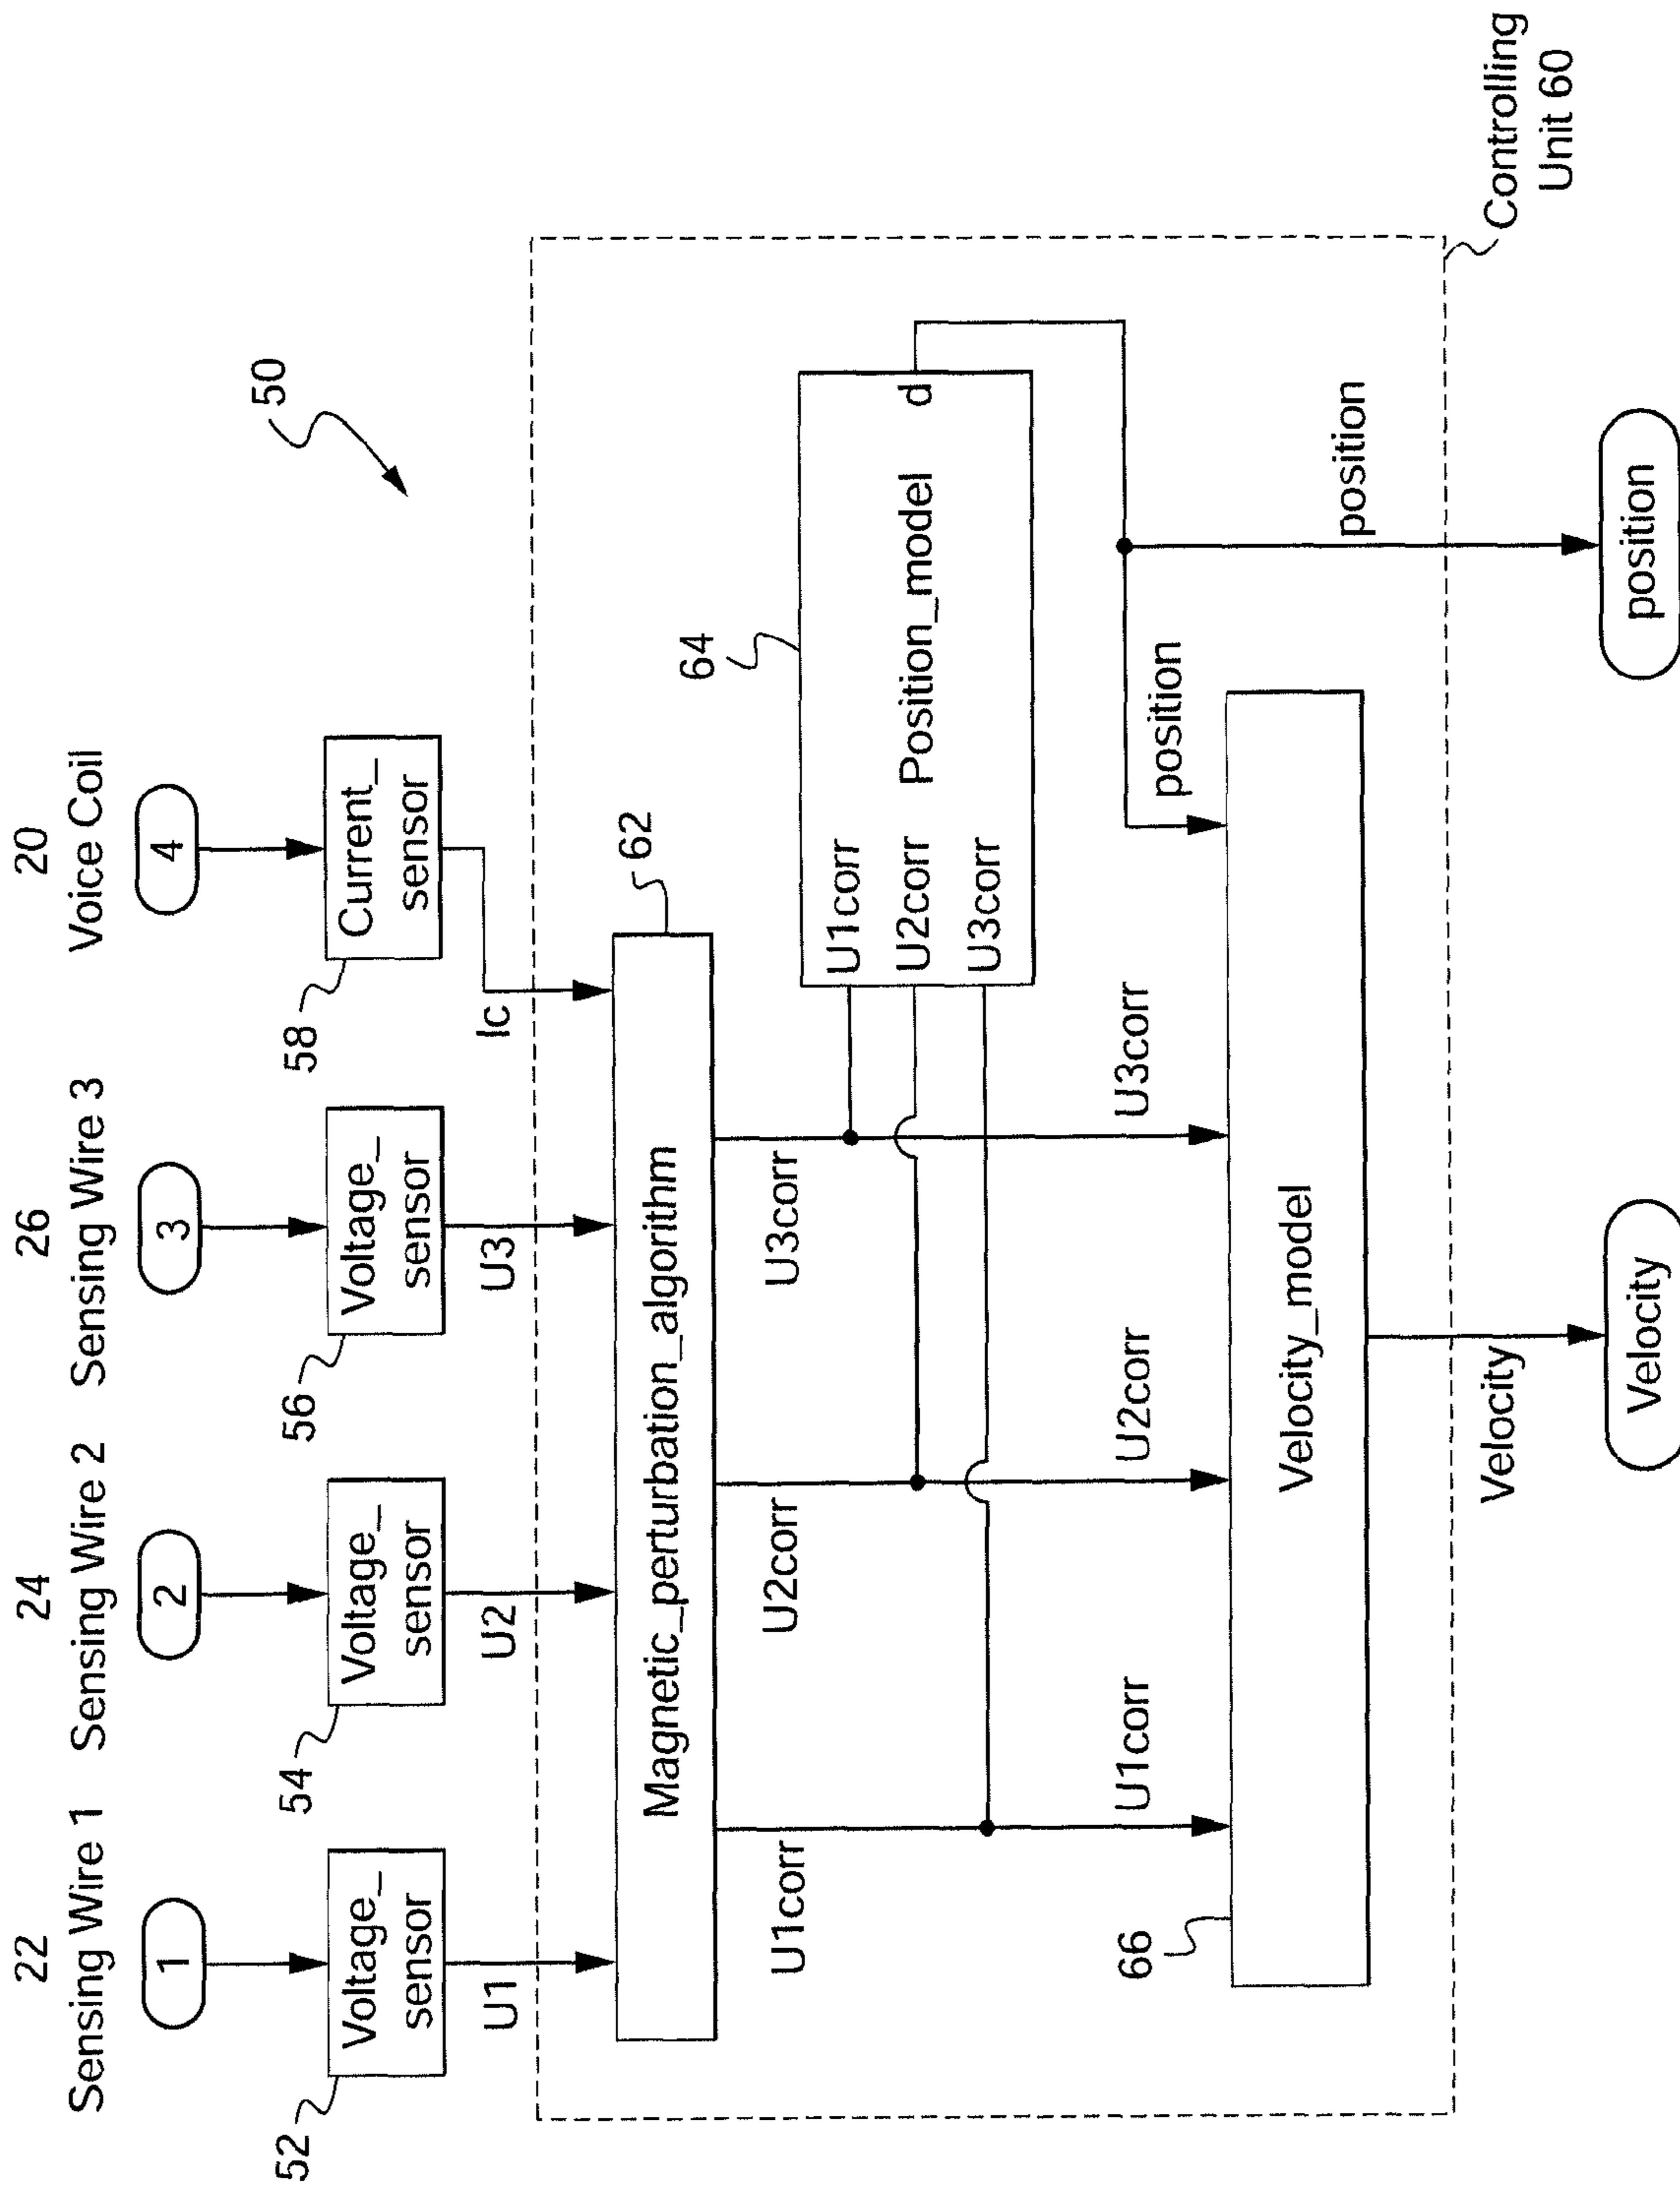 22
Sensing Wire 1
24
Sensing Wire 2
26
Sensing Wire 3
20
Voice Coil
1
2
3
4
50
52
Voltage_
sensor
54
Voltage_
sensor
56
Voltage_
sensor
58
Current_
sensor
U1
U2
U3
Ic
62
Magnetic_perturbation_algorithm
64
U1corr
U2corr
U3corr
Position_model
d
U1corr
U2corr
U3corr
U1corr
U2corr
U3corr
position
position
66
Velocity_model
Velocity
Controlling
Unit 60
Velocity
position